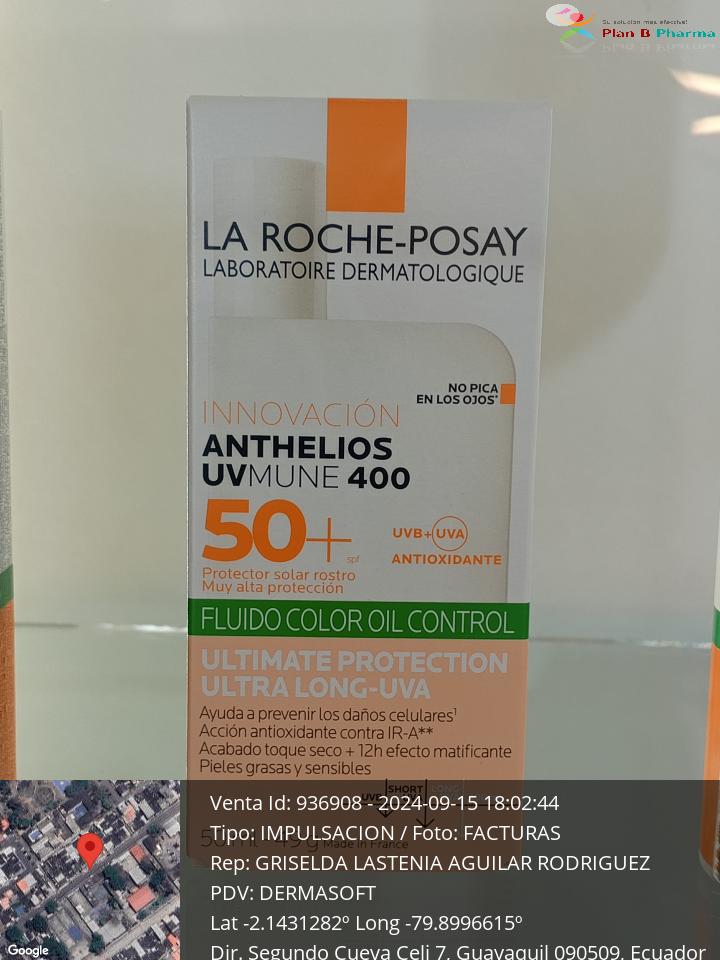 Su solución más efectiva!
Plan B Pharma
LA ROCHE-POSAY
LABORATOIRE DERMATOLOGIQUE
NO PICA
EN LOS OJOS*
INNOVACIÓN
ANTHELIOS
UVMUNE 400
50+
spf
UVB+UVA
ANTIOXIDANTE
Protector solar rostro
Muy alta protección
FLUIDO COLOR OIL CONTROL
ULTIMATE PROTECTION
ULTRA LONG-UVA
Ayuda a prevenir los daños celulares¹
Acción antioxidante contra IR-A**
Acabado toque seco + 12h efecto matificante
Pieles grasas y sensibles
SHORT
LONG
50 ml - 49 g Made in France
Venta Id: 936908 - 2024-09-15 18:02:44
Tipo: IMPULSACION / Foto: FACTURAS
Rep: GRISELDA LASTENIA AGUILAR RODRIGUEZ
PDV: DERMASOFT
Lat -2.1431282º Long -79.8996615º
Dir. Segundo Cueva Celi 7, Guayaquil 090509, Ecuador
Google